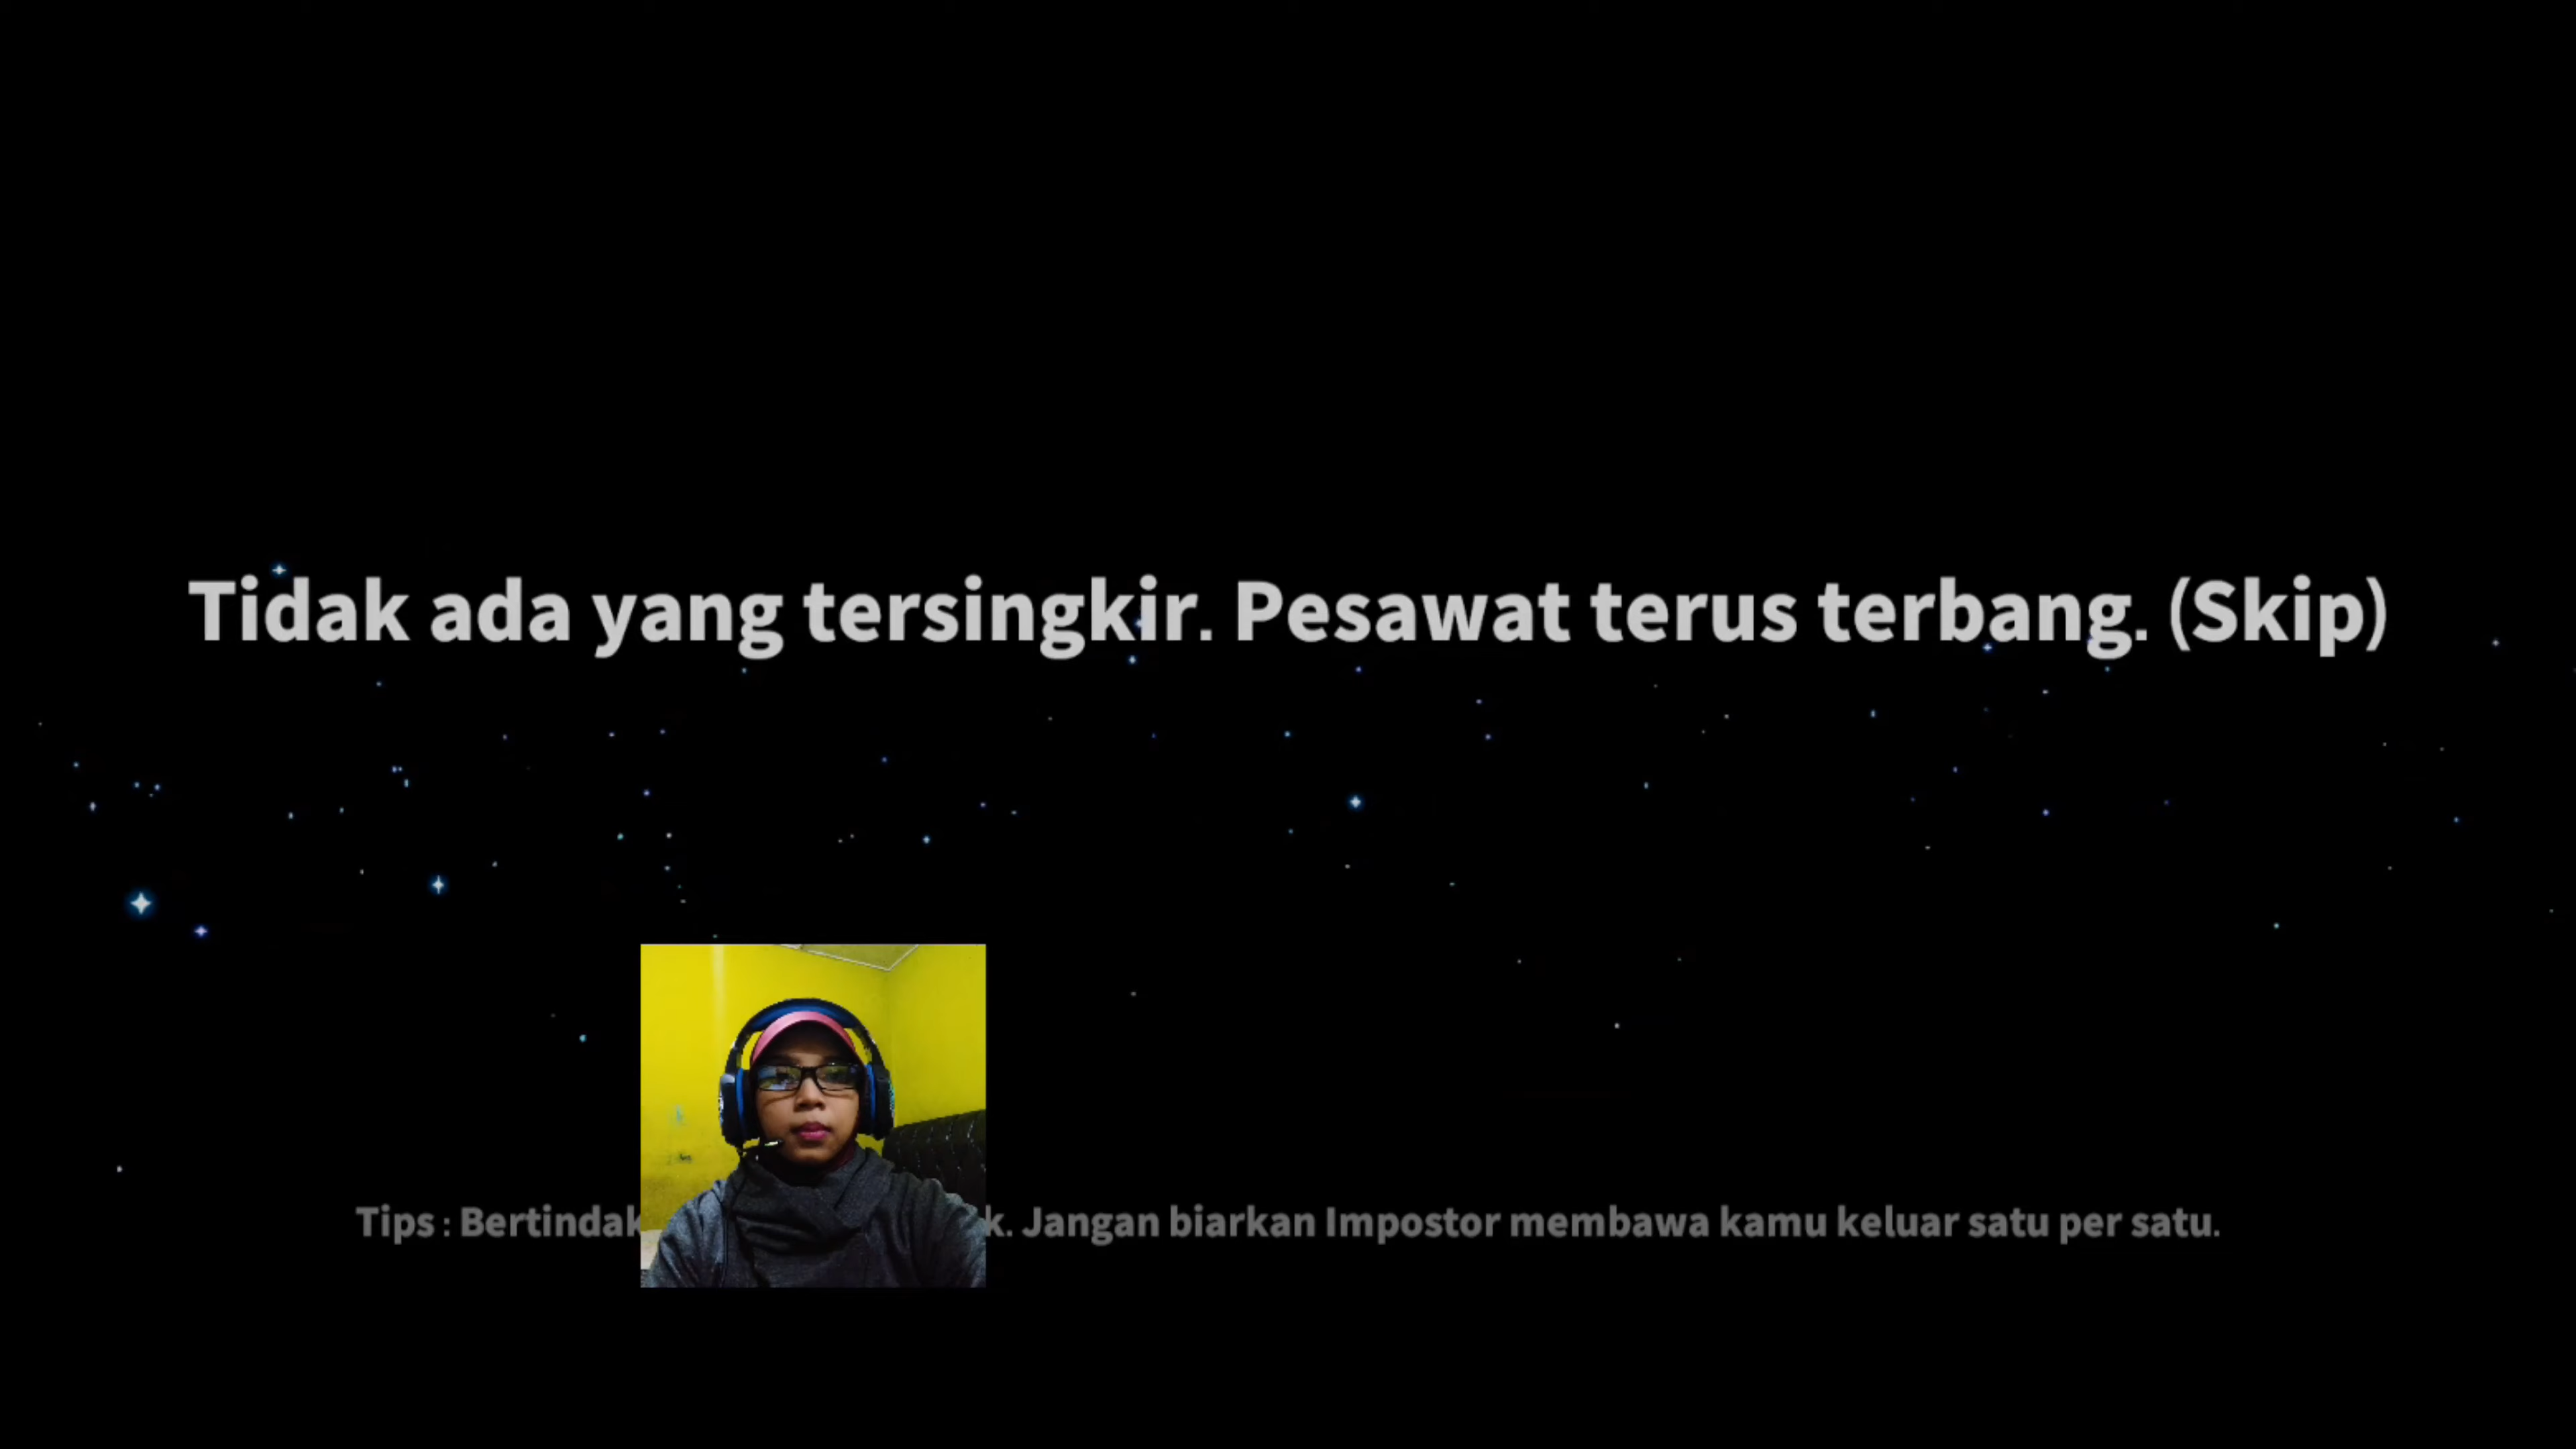 Tidak ada yang tersingkir. Pesawat terus terbang. (Skip)
Tips : Bertindak Jangan biarkan Impostor membawa kamu keluar satu per satu.